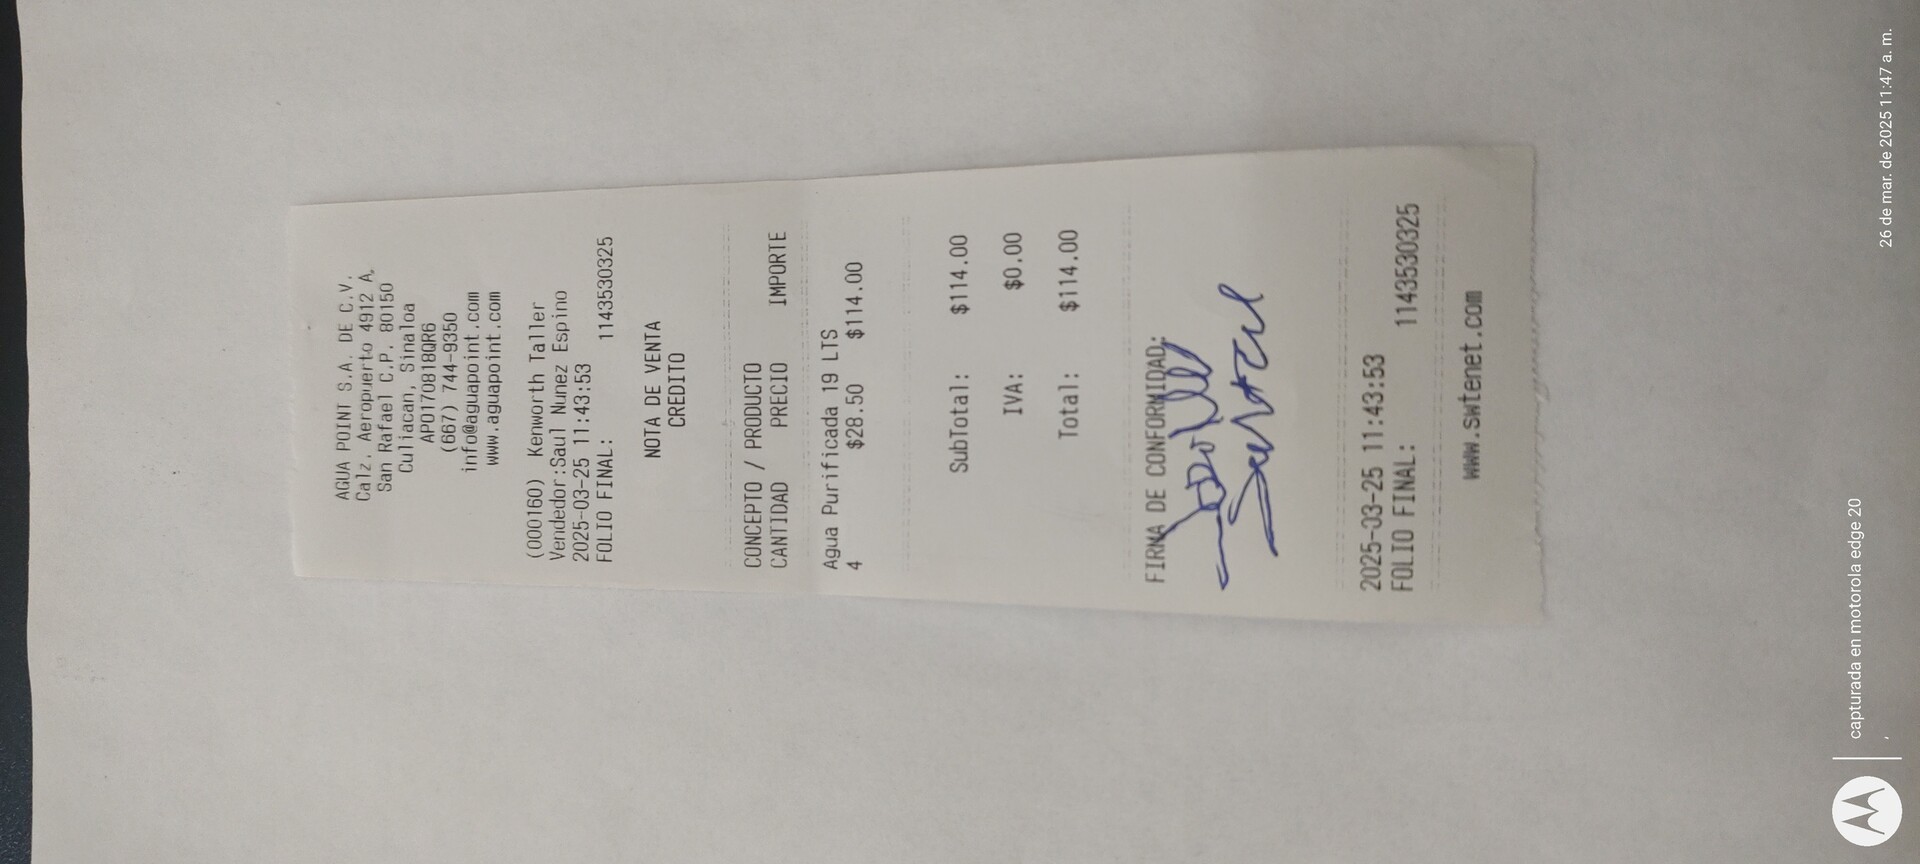 AGUA POINT S.A. DE C.V.
Calz. Aeropuerto 4912 A,
San Rafael C.P. 80150
Culiacan, Sinaloa
APO170818QR6
(667) 744-9350
info@aguapoint.com
www.aguapoint.com
(000160) Kenworth Taller
Vendedor:Saul Nunez Espino
2025-03-25 11:43:53
FOLIO FINAL: 1143530325
NOTA DE VENTA
CREDITO
CONCEPTO / PRODUCTO
CANTIDAD PRECIO IMPORTE
Agua Purificada 19 LTS
4 $28.50 $114.00
SubTotal: $114.00
IVA: $0.00
Total: $114.00
FIRMA DE CONFORMIDAD:
2025-03-25 11:43:53
FOLIO FINAL: 1143530325
www.swtenet.com
capturada en motorola edge 20
26 de mar. de 2025 11:47 a. m.